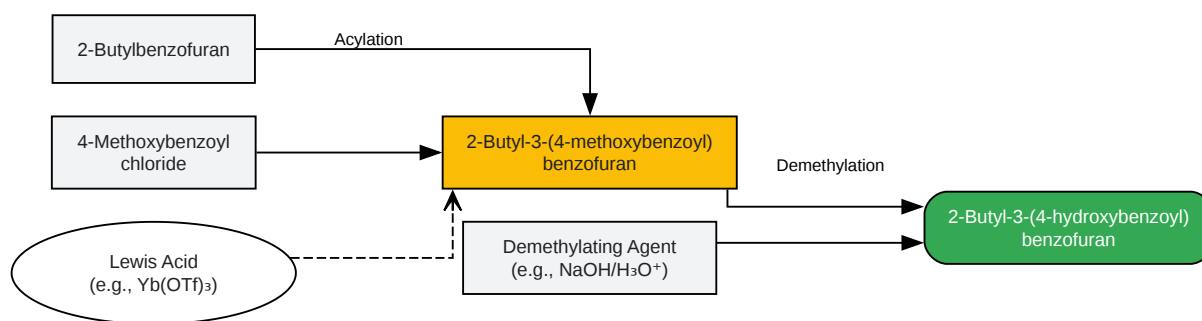 2-Butylbenzofuran
Acylation
4-Methoxybenzoyl
chloride
2-Butyl-3-(4-methoxybenzoyl)
benzofuran
Demethylation
2-Butyl-3-(4-hydroxybenzoyl)
benzofuran
Lewis Acid
(e.g., Yb(OTf)₃)
Demethylating Agent
(e.g., NaOH/H₃O⁺)